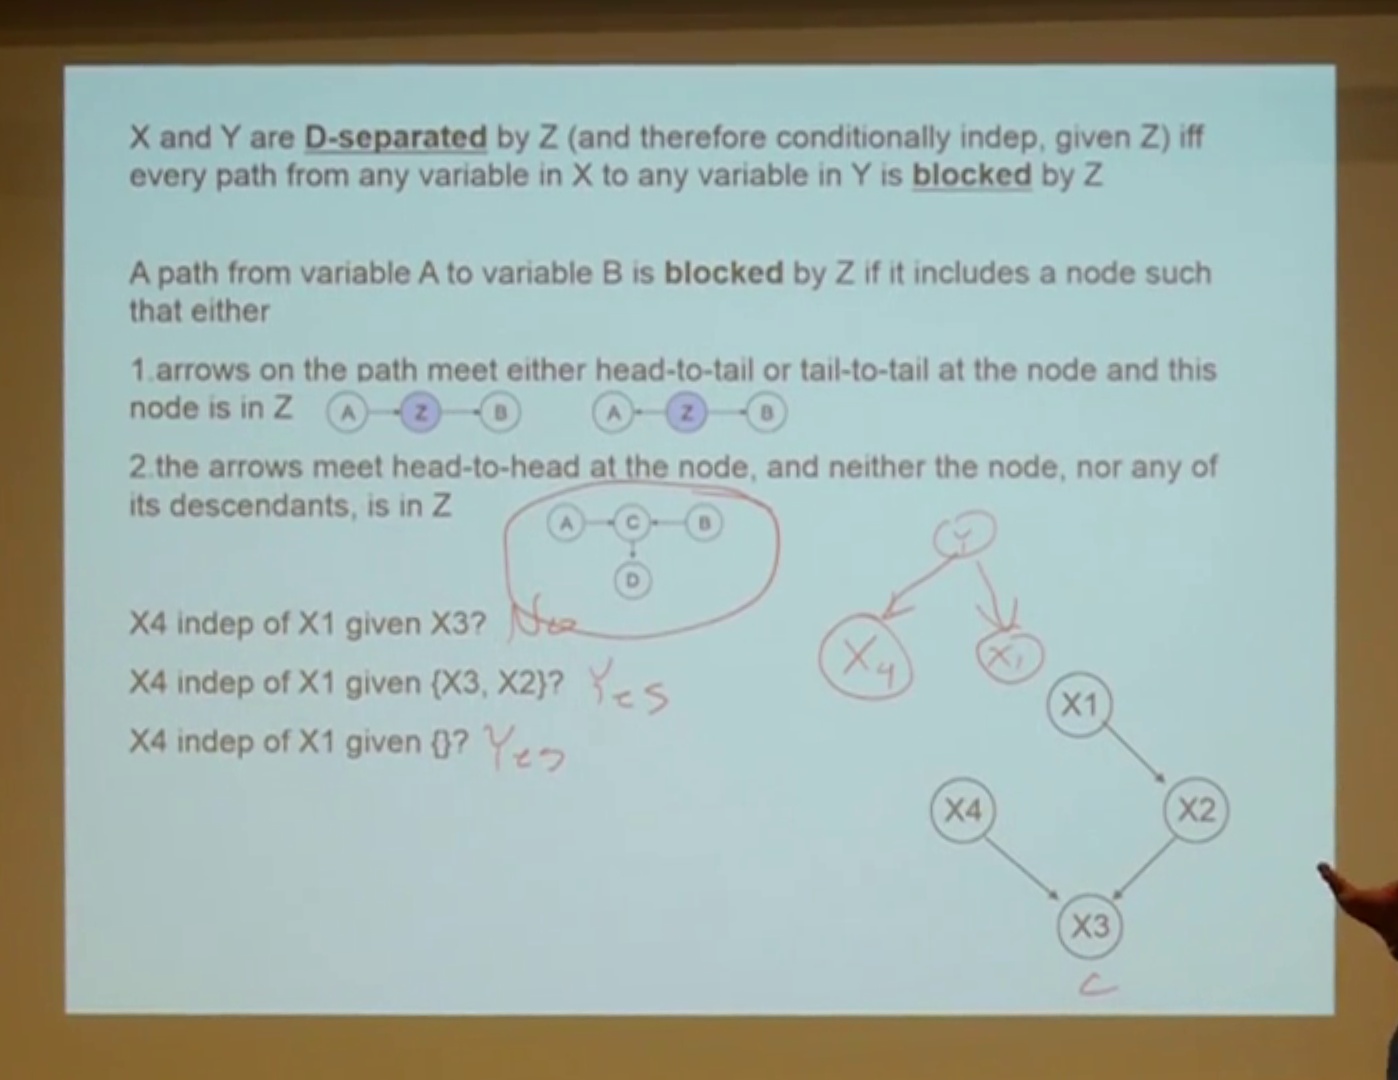 X and Y are D-separated by Z (and therefore conditionally indep, given Z) iff
every path from any variable in X to any variable in Y is blocked by Z
A path from variable A to variable B is blocked by Z if it includes a node such
that either
1.arrows on the path meet either head-to-tail or tail-to-tail at the node and this
node is in Z
A Z B
A Z B
2.the arrows meet head-to-head at the node, and neither the node, nor any of
its descendants, is in Z
A C B
D
Y
X4 X1
X4 indep of X1 given X3? No
X4 indep of X1 given {X3, X2}? Yes
X4 indep of X1 given {}? Yes
X1
X4
X2
X3
C